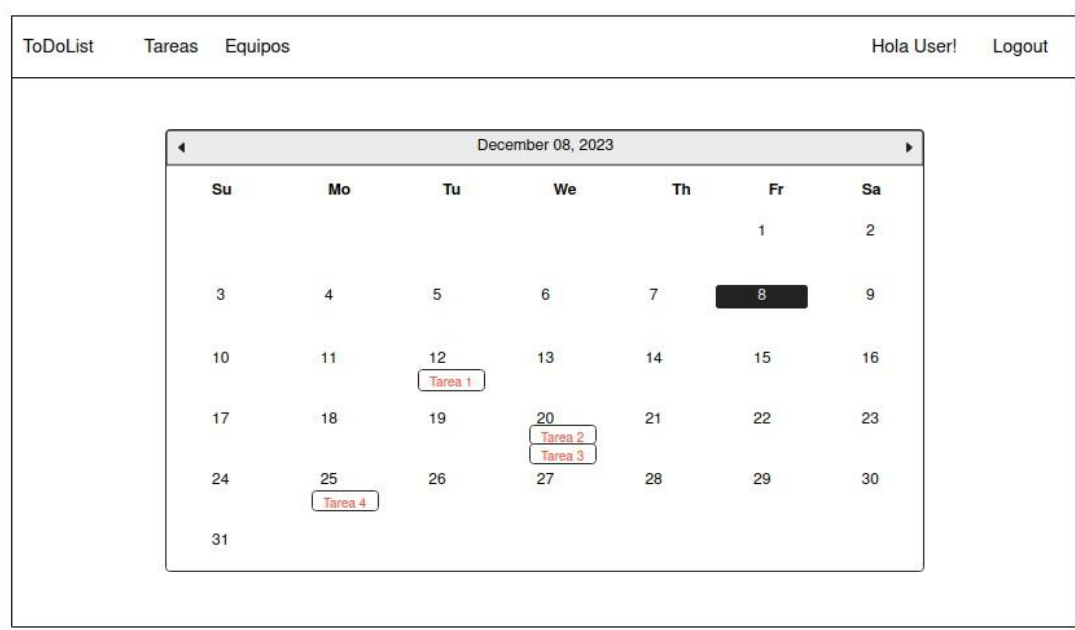 ToDoList Tareas Equipos Hola User! Logout
December 08, 2023
Su Mo Tu We Th Fr Sa
1 2
3 4 5 6 7 8 9
10 11 12 13 14 15 16
Tarea 1
17 18 19 20 21 22 23
Tarea 2
Tarea 3
24 25 26 27 28 29 30
Tarea 4
31